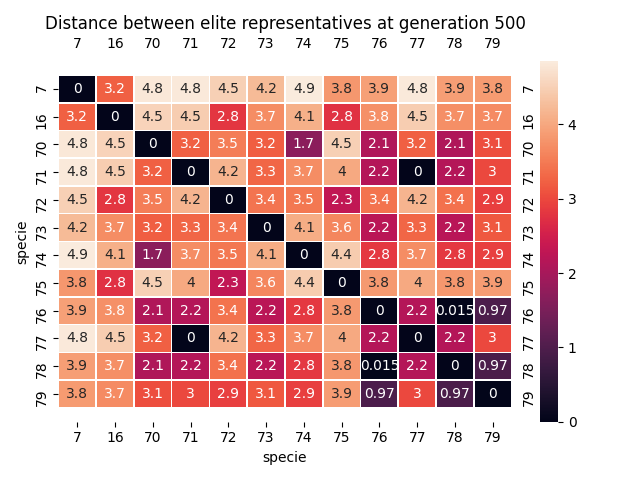 Distance between elite representatives at generation 500
7 16 70 71 72 73 74 75 76 77 78 79
7 0 3.2 4.8 4.8 4.5 4.2 4.9 3.8 3.9 4.8 3.9 3.8 7
16 3.2 0 4.5 4.5 2.8 3.7 4.1 2.8 3.8 4.5 3.7 3.7 16
70 4.8 4.5 0 3.2 3.5 3.2 1.7 4.5 2.1 3.2 2.1 3.1 70
71 4.8 4.5 3.2 0 4.2 3.3 3.7 4 2.2 0 2.2 3 71
72 4.5 2.8 3.5 4.2 0 3.4 3.5 2.3 3.4 4.2 3.4 2.9 72
73 4.2 3.7 3.2 3.3 3.4 0 4.1 3.6 2.2 3.3 2.2 3.1 73
74 4.9 4.1 1.7 3.7 3.5 4.1 0 4.4 2.8 3.7 2.8 2.9 74
75 3.8 2.8 4.5 4 2.3 3.6 4.4 0 3.8 4 3.8 3.9 75
76 3.9 3.8 2.1 2.2 3.4 2.2 2.8 3.8 0 2.2 0.015 0.97 76
77 4.8 4.5 3.2 0 4.2 3.3 3.7 4 2.2 0 2.2 3 77
78 3.9 3.7 2.1 2.2 3.4 2.2 2.8 3.8 0.015 2.2 0 0.97 78
79 3.8 3.7 3.1 3 2.9 3.1 2.9 3.9 0.97 3 0.97 0 79
7 16 70 71 72 73 74 75 76 77 78 79
specie
specie
4
3
2
1
0